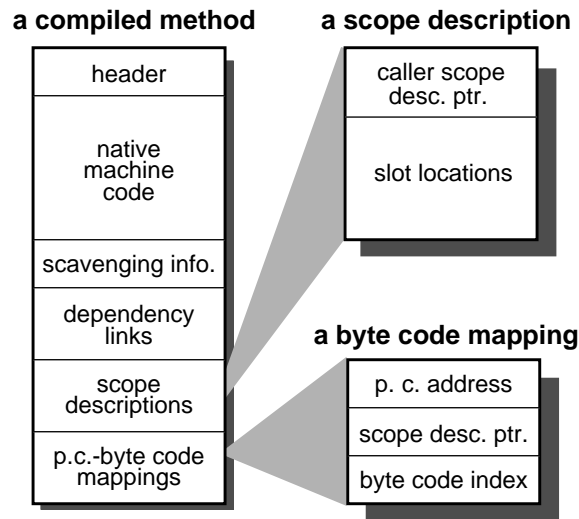 a compiled method
header
native
machine
code
scavenging info.
dependency
links
scope
descriptions
p.c.-byte code
mappings
a scope description
caller scope
desc. ptr.
slot locations
a byte code mapping
p. c. address
scope desc. ptr.
byte code index